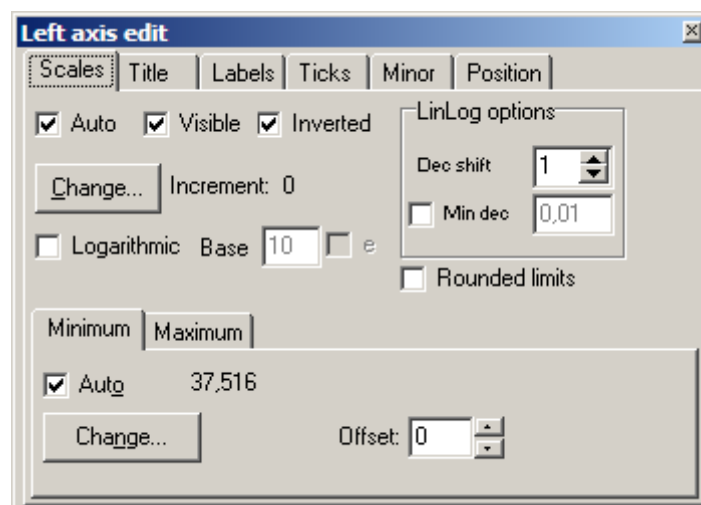 Left axis edit
Scales Title Labels Ticks Minor Position
Auto Visible Inverted
LinLog options
Dec shift 1
Change... Increment: 0
Min dec 0,01
Logarithmic Base 10 e
Rounded limits
Minimum Maximum
Auto 37,516
Change... Offset: 0